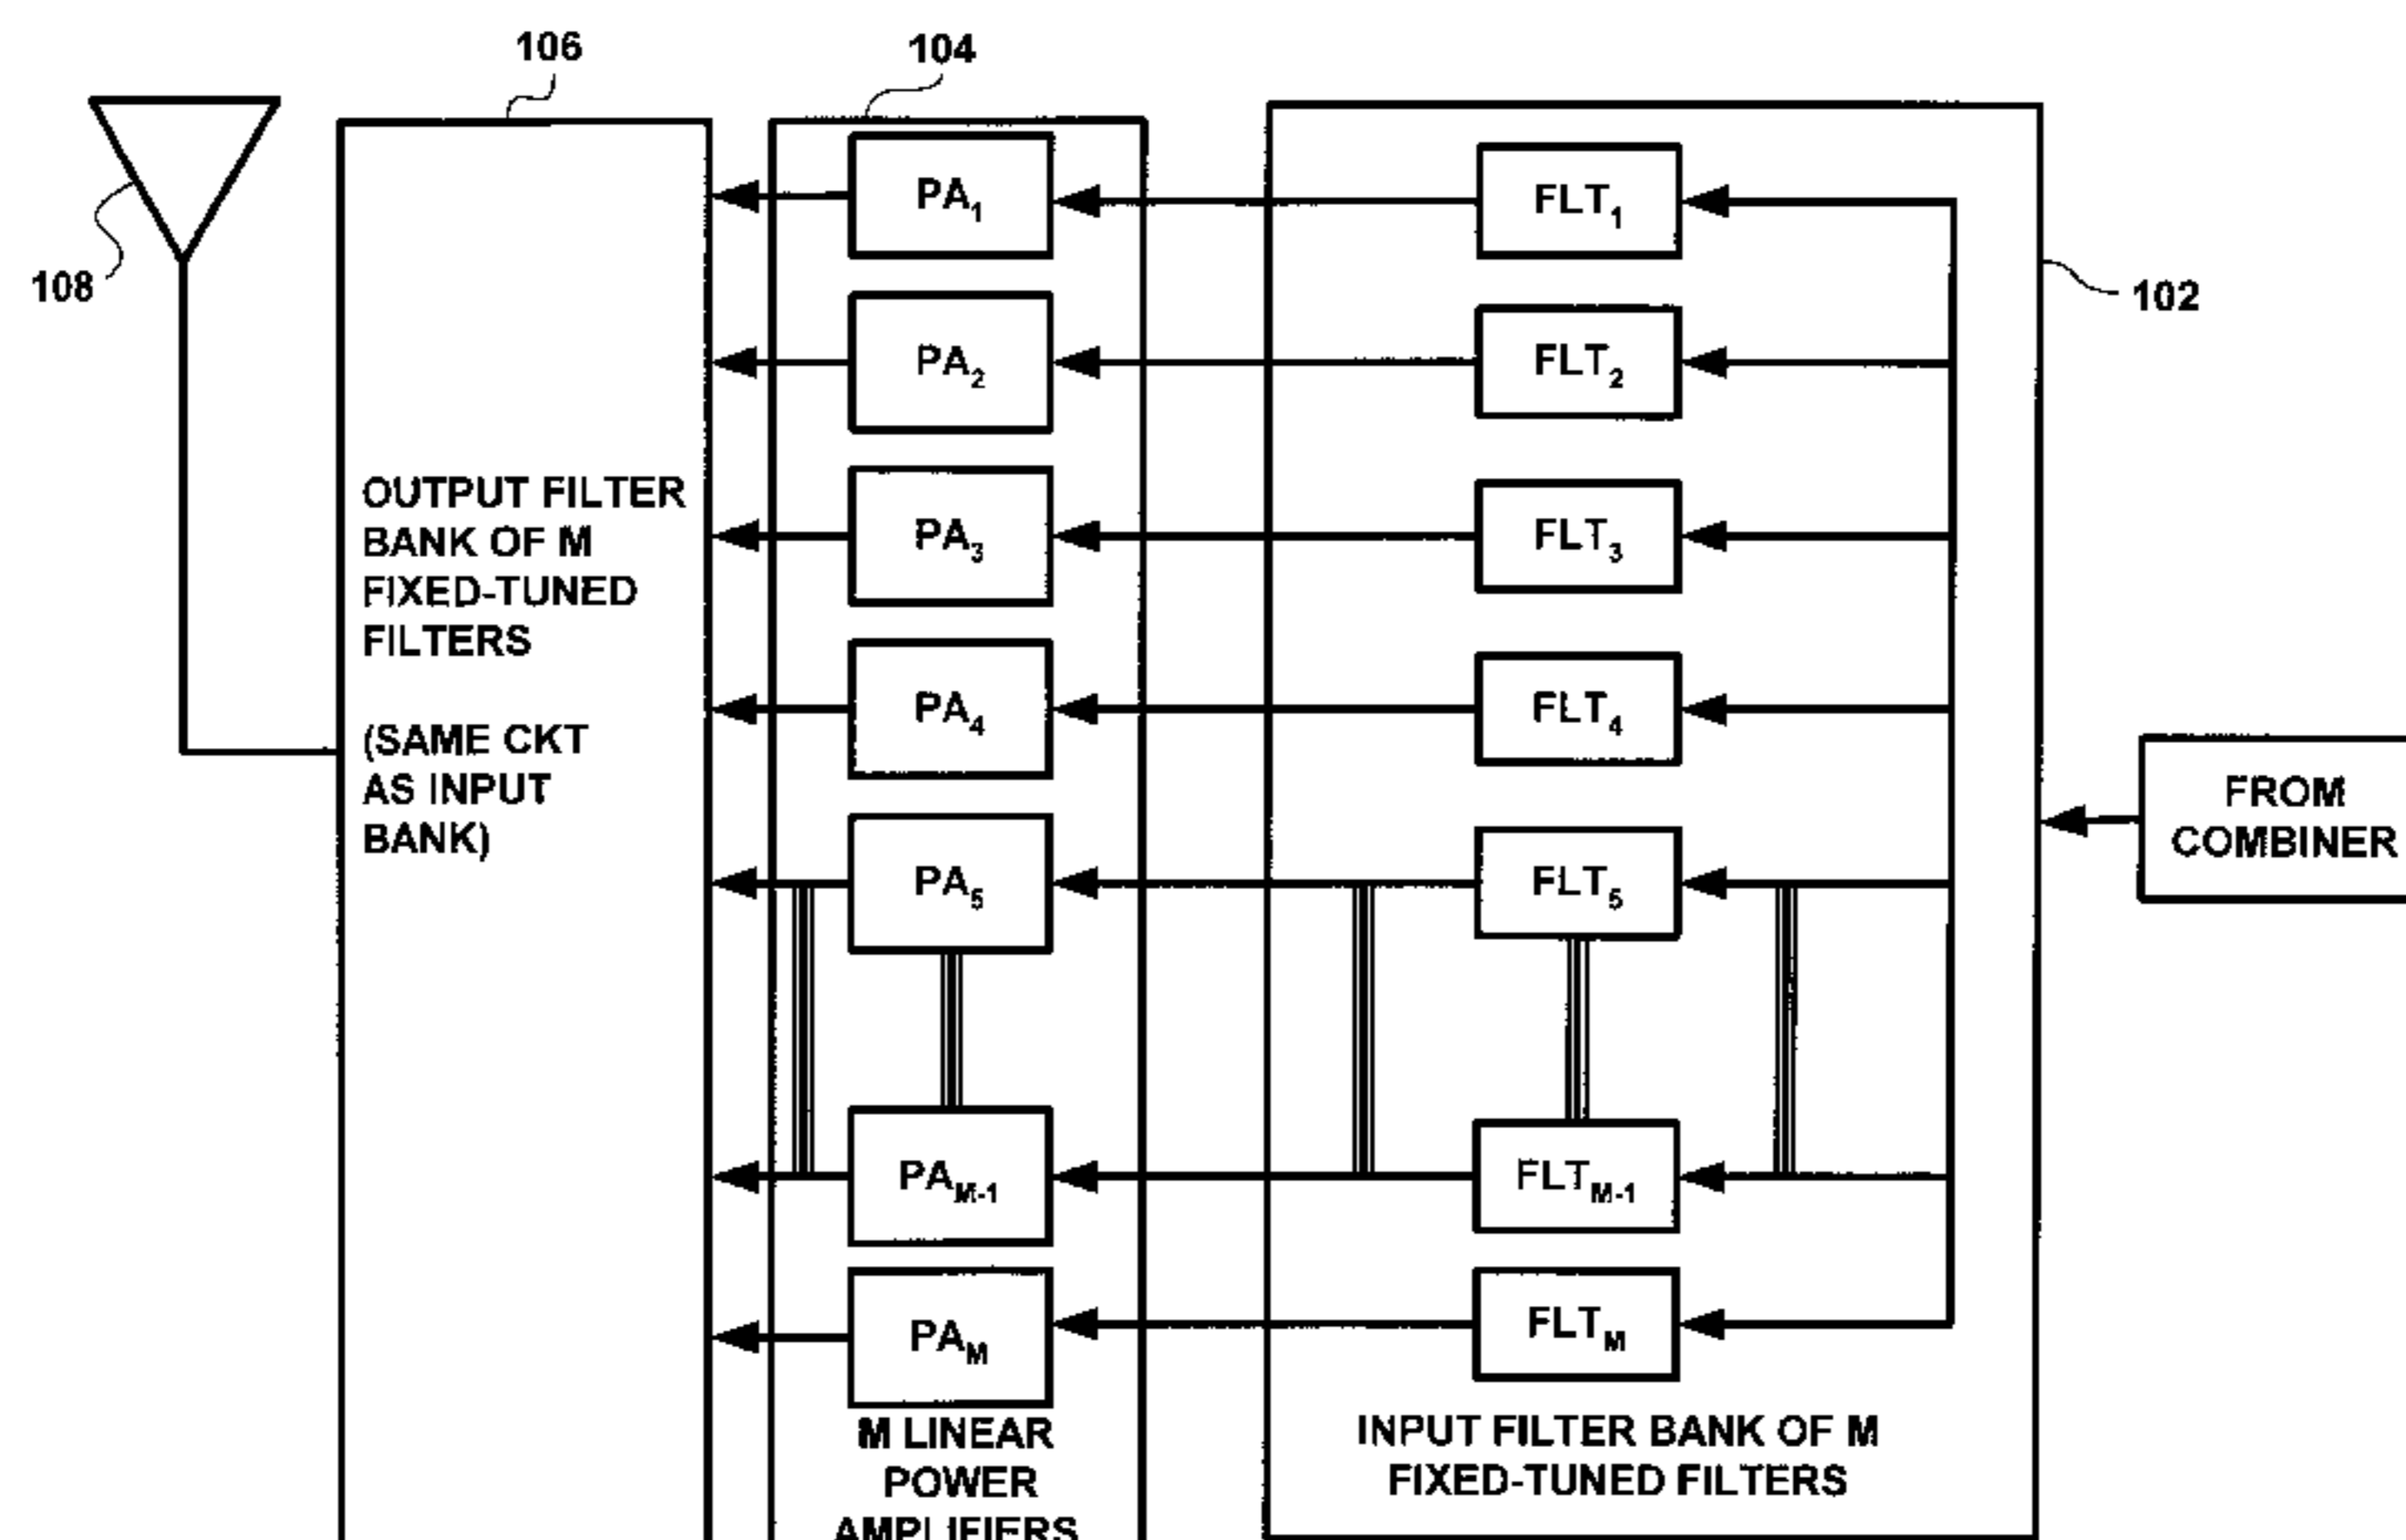 106
104
108
102
PA1
FLT1
PA2
FLT2
PA3
FLT3
PA4
FLT4
PA5
FLT5
PAM-1
FLTM-1
PAM
FLTM
OUTPUT FILTER
BANK OF M
FIXED-TUNED
FILTERS
(SAME CKT
AS INPUT
BANK)
FROM
COMBINER
M LINEAR
POWER
AMPLIFIERS
INPUT FILTER BANK OF M
FIXED-TUNED FILTERS